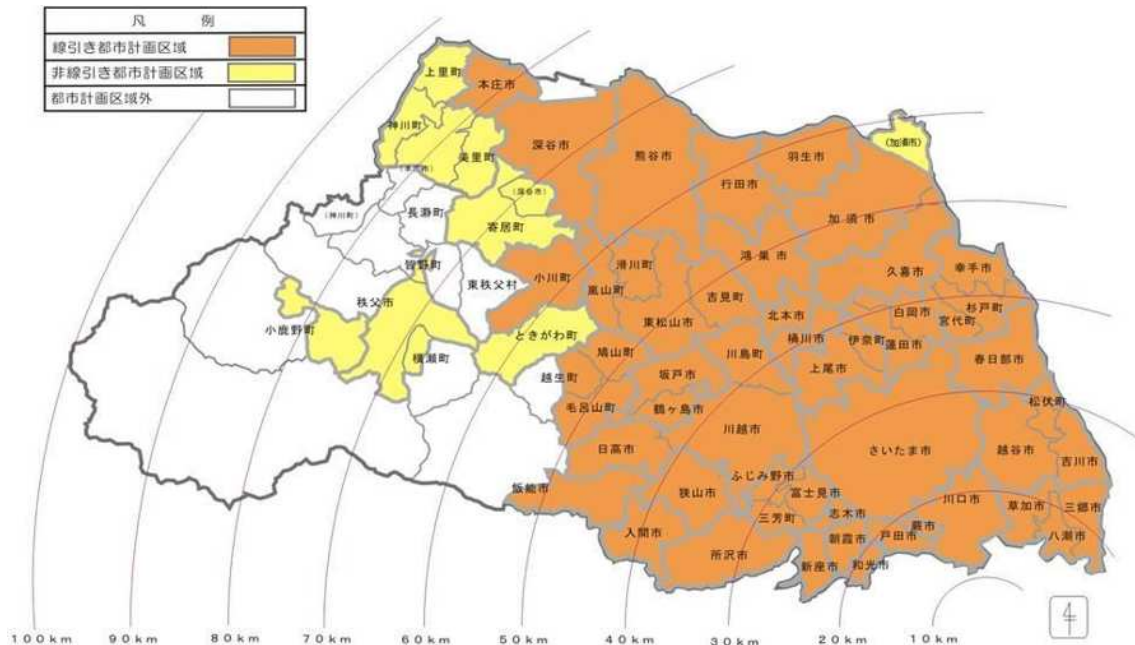 凡 例
線引き都市計画区域
非線引き都市計画区域
都市計画区域外
上里町
本庄市
神川町
美里町
深谷市
熊谷市
羽生市
(加須市)
行田市
(本庄市)
(深谷市)
(神川町)
長瀞町
寄居町
加須市
鴻巣市
皆野町
東秩父村
小川町
嵐山町
滑川町
吉見町
久喜市
幸手市
秩父市
小鹿野町
ときがわ町
東松山市
北本市
白岡市
杉戸町
宮代町
横瀬町
鳩山町
川島町
桶川市
伊奈町
蓮田市
越生町
坂戸市
上尾市
春日部市
毛呂山町
鶴ヶ島市
松伏町
川越市
日高市
さいたま市
越谷市
吉川市
飯能市
狭山市
ふじみ野市
富士見市
川口市
草加市
三郷市
入間市
三芳町
志木市
蕨市
戸田市
朝霞市
八潮市
所沢市
新座市
和光市
100km
90km
80km
70km
60km
50km
40km
30km
20km
10km